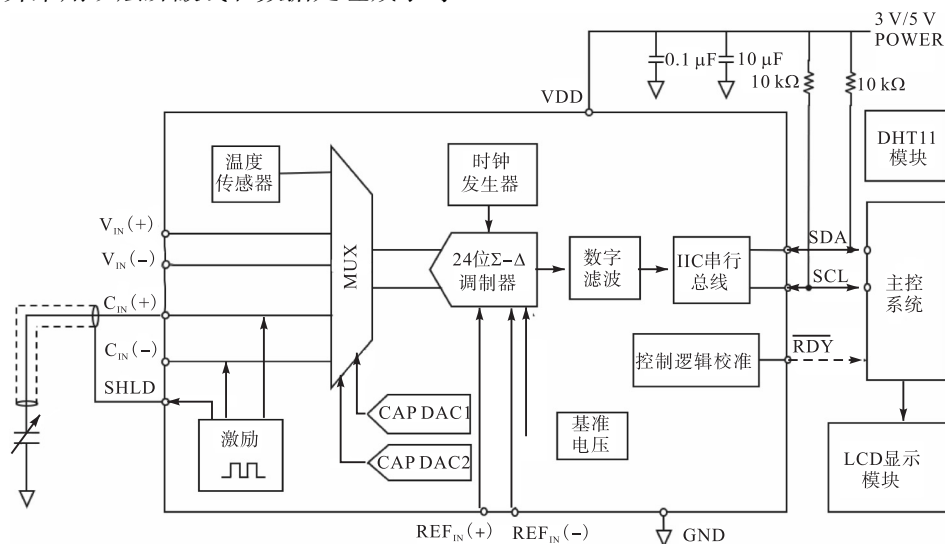 3 V/5 V
POWER
0.1 μF
10 μF
10 kΩ
10 kΩ
VDD
DHT11
模块
温度
传感器
时钟
发生器
V_IN(+)
V_IN(-)
C_IN(+)
C_IN(-)
SHLD
MUX
24位Σ-Δ
调制器
数字
滤波
IIC串行
总线
SDA
SCL
主控
系统
控制逻辑校准
RDY
激励
CAP DAC1
CAP DAC2
基准
电压
LCD显示
模块
REF_IN(+)
REF_IN(-)
GND